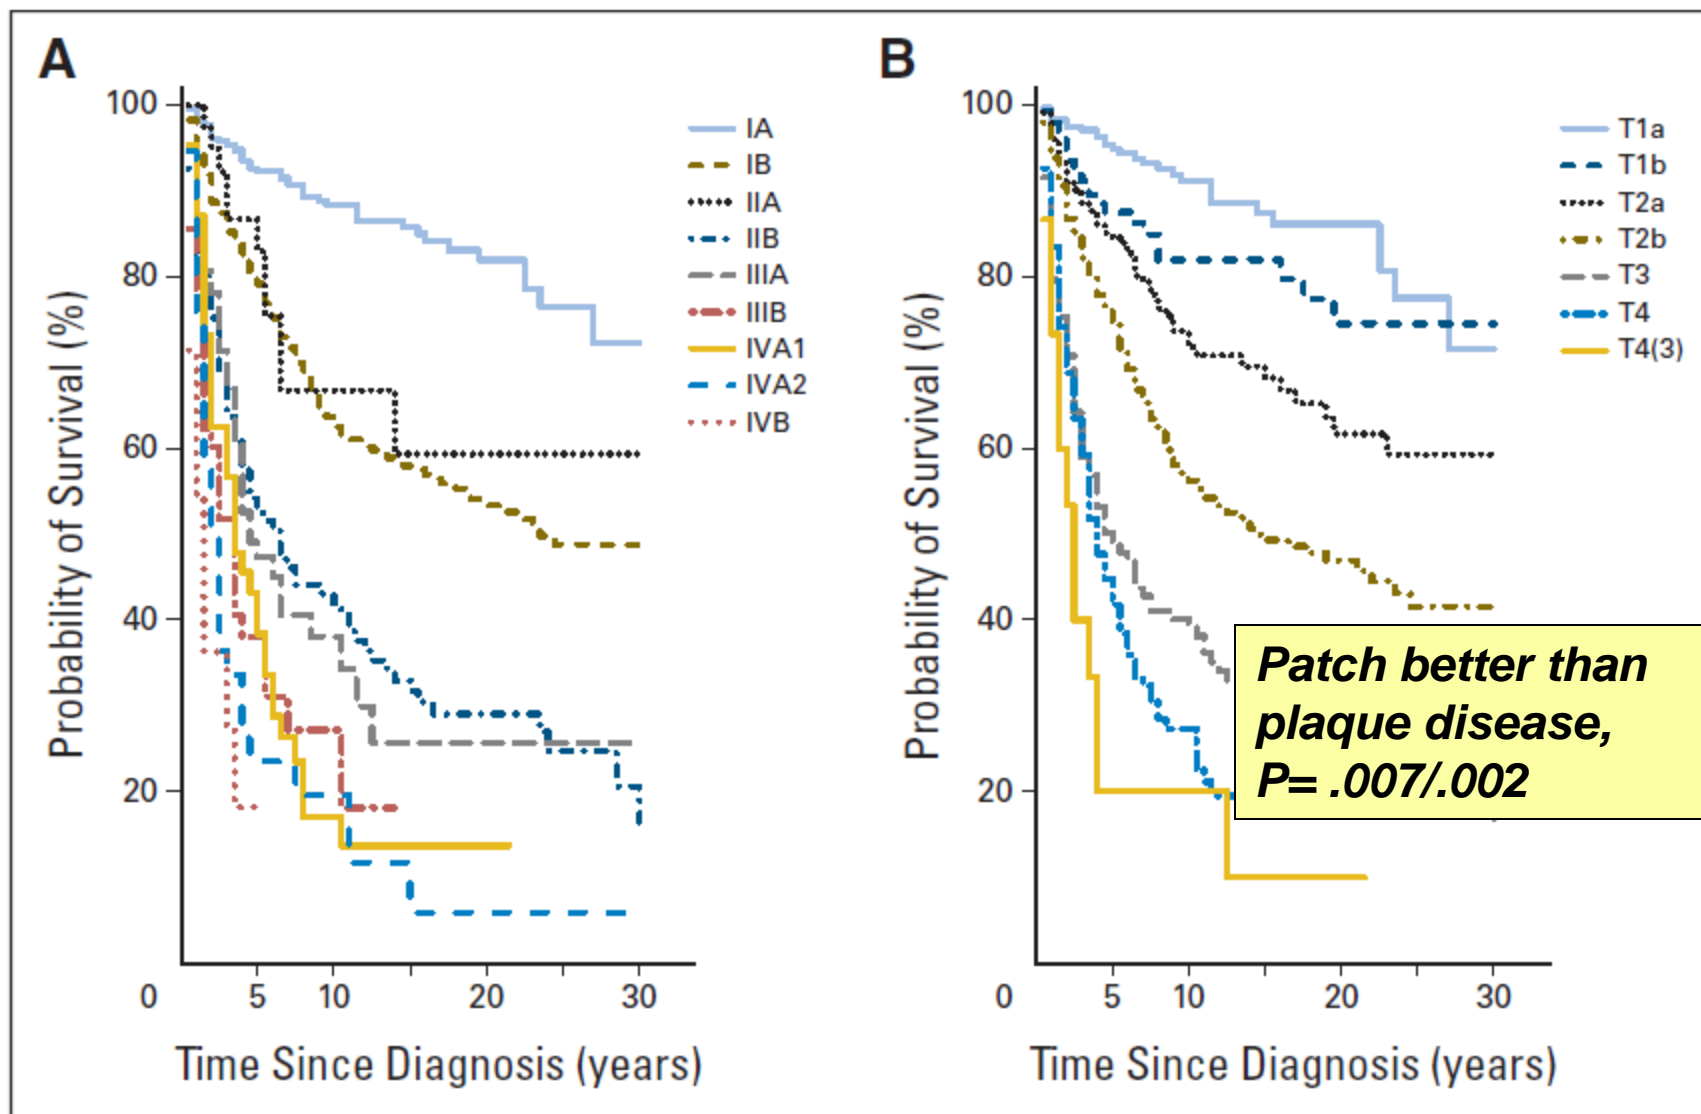 A
100
80
60
40
20
0
5
10
20
30
Probability of Survival (%)
Time Since Diagnosis (years)
IA
IB
IIA
IIB
IIIA
IIIB
IVA1
IVA2
IVB
B
100
80
60
40
20
0
5
10
20
30
Probability of Survival (%)
Time Since Diagnosis (years)
T1a
T1b
T2a
T2b
T3
T4
T4(3)
Patch better than
plaque disease,
P= .007/.002